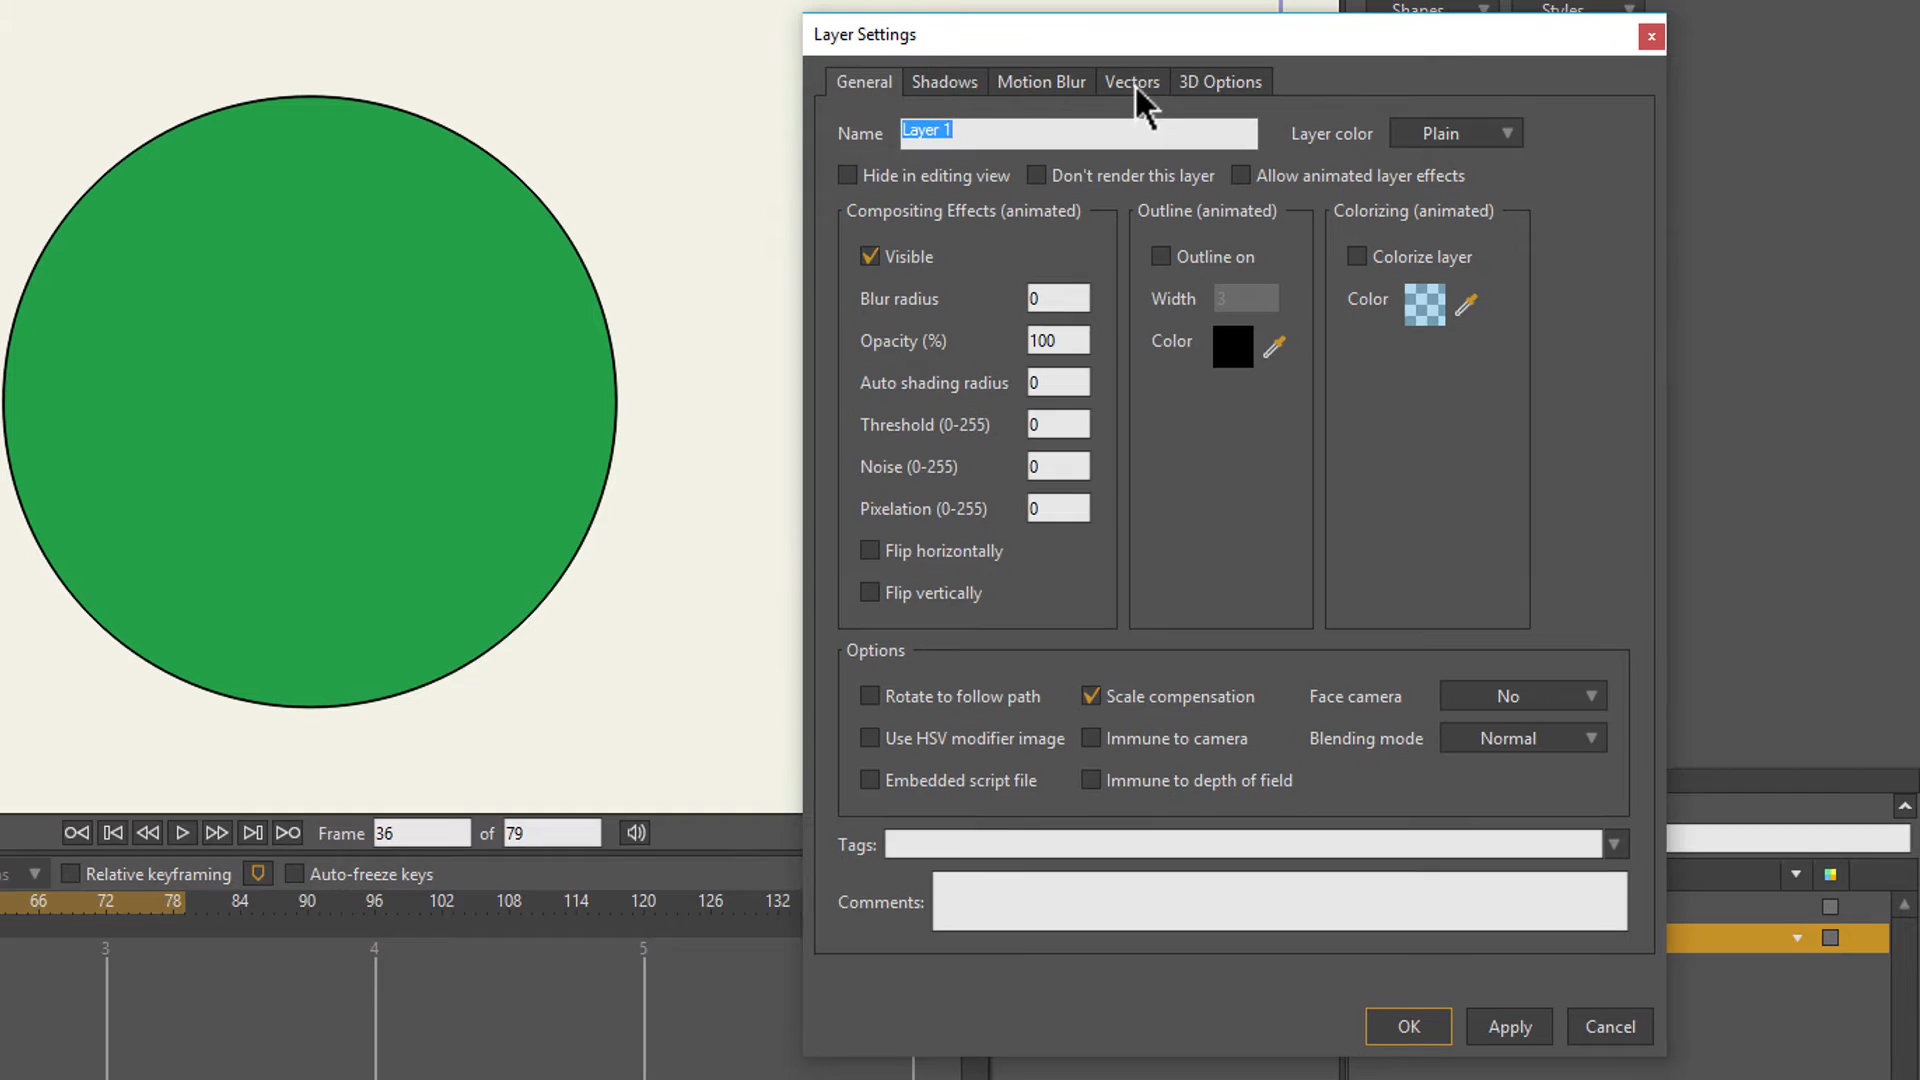 Shapes Styles
Layer Settings
x
General Shadows Motion Blur Vectors 3D Options
Name Layer 1 Layer color Plain
Hide in editing view Don't render this layer Allow animated layer effects
Compositing Effects (animated) Outline (animated) Colorizing (animated)
Visible Outline on Colorize layer
Blur radius 0 Width 3 Color
Opacity (%) 100 Color
Auto shading radius 0
Threshold (0-255) 0
Noise (0-255) 0
Pixelation (0-255) 0
Flip horizontally
Flip vertically
Options
Rotate to follow path Scale compensation Face camera No
Use HSV modifier image Immune to camera Blending mode Normal
Embedded script file Immune to depth of field
Frame 36 of 79
Tags:
Relative keyframing Auto-freeze keys
Comments:
66 72 78 84 90 96 102 108 114 120 126 132
3 4 5
OK Apply Cancel